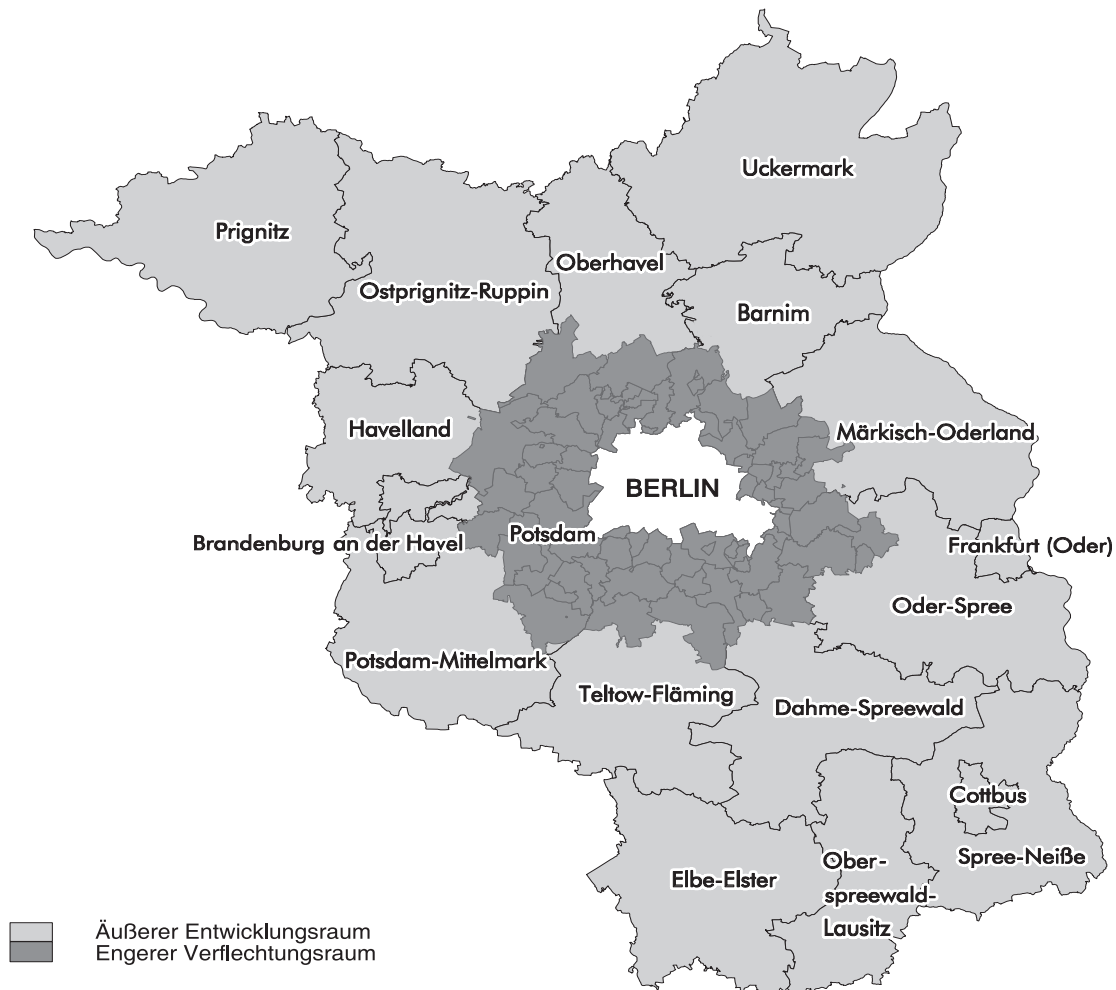 Uckermark
Prignitz
Oberhavel
Ostprignitz-Ruppin
Barnim
Havelland
Märkisch-Oderland
BERLIN
Potsdam
Brandenburg an der Havel
Frankfurt (Oder)
Oder-Spree
Potsdam-Mittelmark
Teltow-Fläming
Dahme-Spreewald
Cottbus
Spree-Neiße
Elbe-Elster
Ober-
spreewald-
Lausitz
Äußerer Entwicklungsraum
Engerer Verflechtungsraum